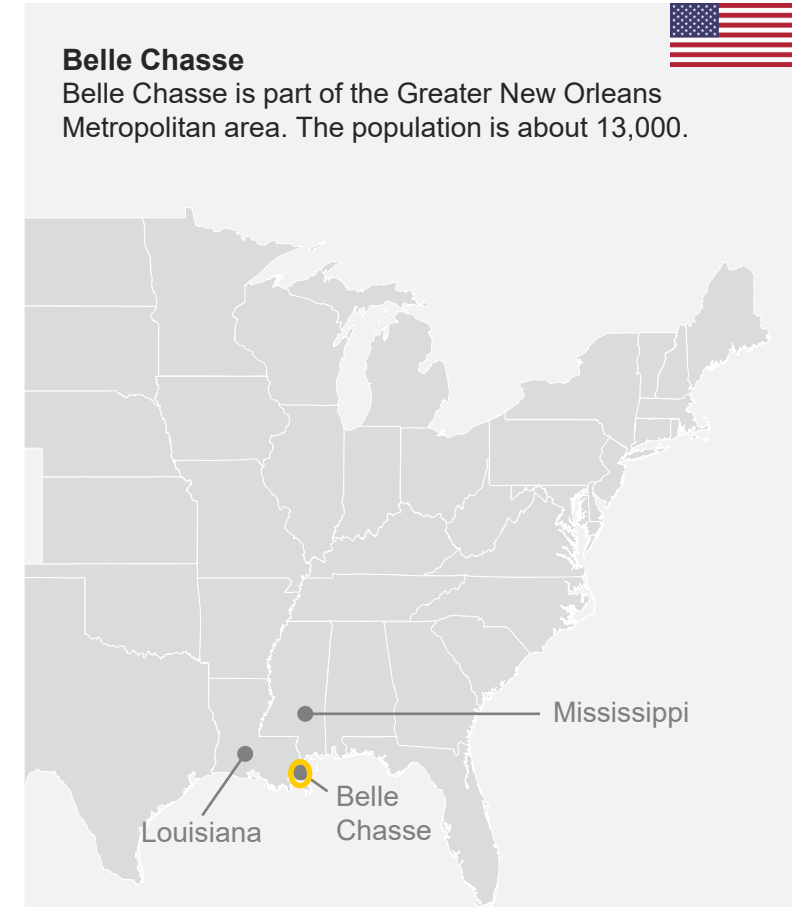 Belle Chasse
Belle Chasse is part of the Greater New Orleans
Metropolitan area. The population is about 13,000.
Mississippi
Belle
Chasse
Louisiana